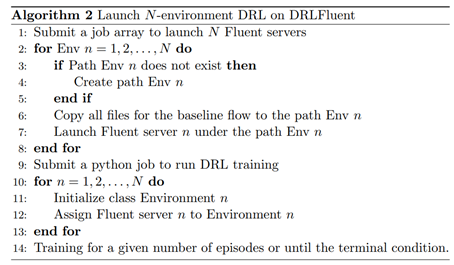 Algorithm 2 Launch N-environment DRL on DRLFluent
1: Submit a job array to launch N Fluent servers
2: for Env n = 1, 2, . . . , N do
3: if Path Env n does not exist then
4: Create path Env n
5: end if
6: Copy all files for the baseline flow to the path Env n
7: Launch Fluent server n under the path Env n
8: end for
9: Submit a python job to run DRL training
10: for n = 1, 2, . . . , N do
11: Initialize class Environment n
12: Assign Fluent server n to Environment n
13: end for
14: Training for a given number of episodes or until the terminal condition.